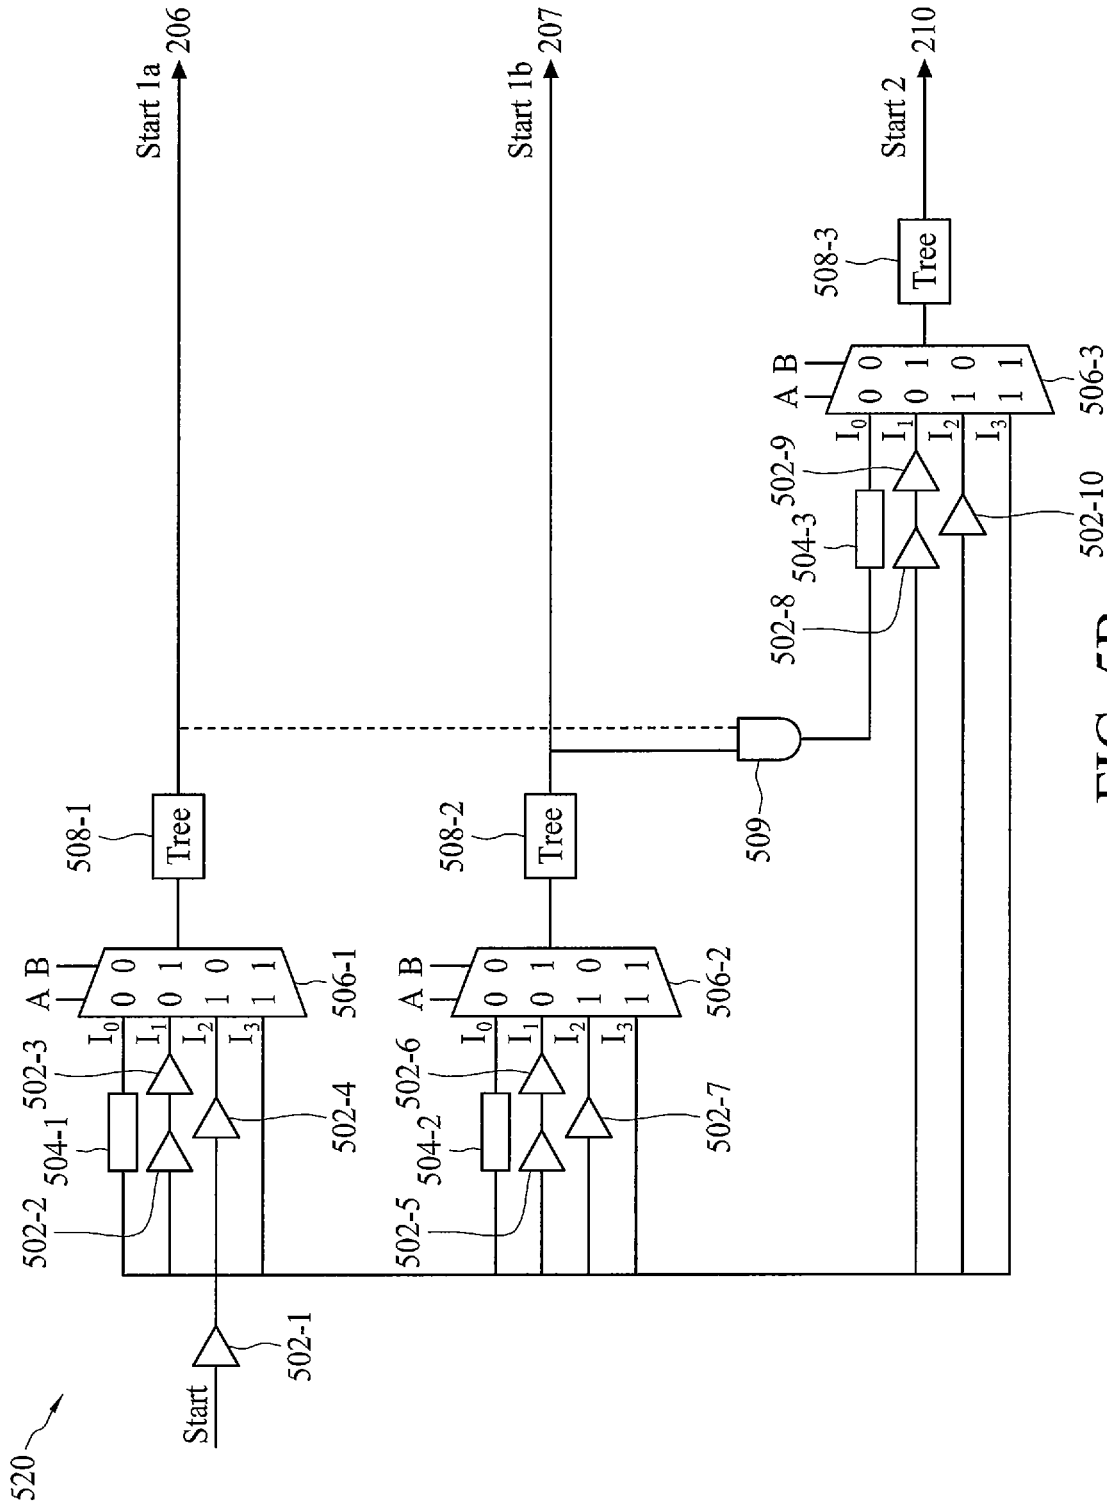 520
Start
502-1
502-2
504-1
502-3
502-4
I0
I1
I2
I3
A B
0 0
0 1
1 0
1 1
506-1
508-1
Tree
Start 1a
206
502-5
504-2
502-6
502-7
I0
I1
I2
I3
A B
0 0
0 1
1 0
1 1
506-2
508-2
Tree
Start 1b
207
509
502-8
504-3
502-9
502-10
I0
I1
I2
I3
A B
0 0
0 1
1 0
1 1
506-3
508-3
Tree
Start 2
210
FIG.